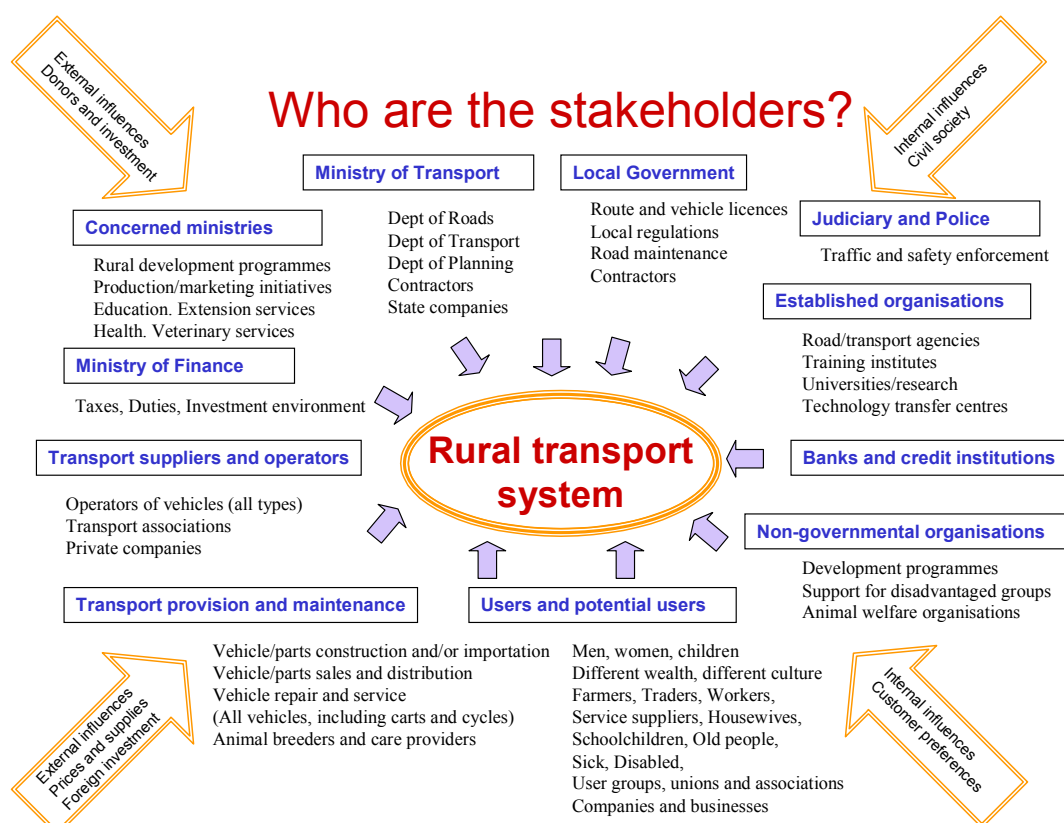 External influences
Donors and investment
Who are the stakeholders?
Internal influences
Civil society
Ministry of Transport
Dept of Roads
Dept of Transport
Dept of Planning
Contractors
State companies
Local Government
Route and vehicle licences
Local regulations
Road maintenance
Contractors
Concerned ministries
Rural development programmes
Production/marketing initiatives
Education. Extension services
Health. Veterinary services
Judiciary and Police
Traffic and safety enforcement
Ministry of Finance
Taxes, Duties, Investment environment
Established organisations
Road/transport agencies
Training institutes
Universities/research
Technology transfer centres
Rural transport
system
Transport suppliers and operators
Operators of vehicles (all types)
Transport associations
Private companies
Banks and credit institutions
Non-governmental organisations
Development programmes
Support for disadvantaged groups
Animal welfare organisations
Transport provision and maintenance
Vehicle/parts construction and/or importation
Vehicle/parts sales and distribution
Vehicle repair and service
(All vehicles, including carts and cycles)
Animal breeders and care providers
Users and potential users
Men, women, children
Different wealth, different culture
Farmers, Traders, Workers,
Service suppliers, Housewives,
Schoolchildren, Old people,
Sick, Disabled,
User groups, unions and associations
Companies and businesses
External influences
Prices and supplies
Foreign investment
Internal influences
Customer preferences